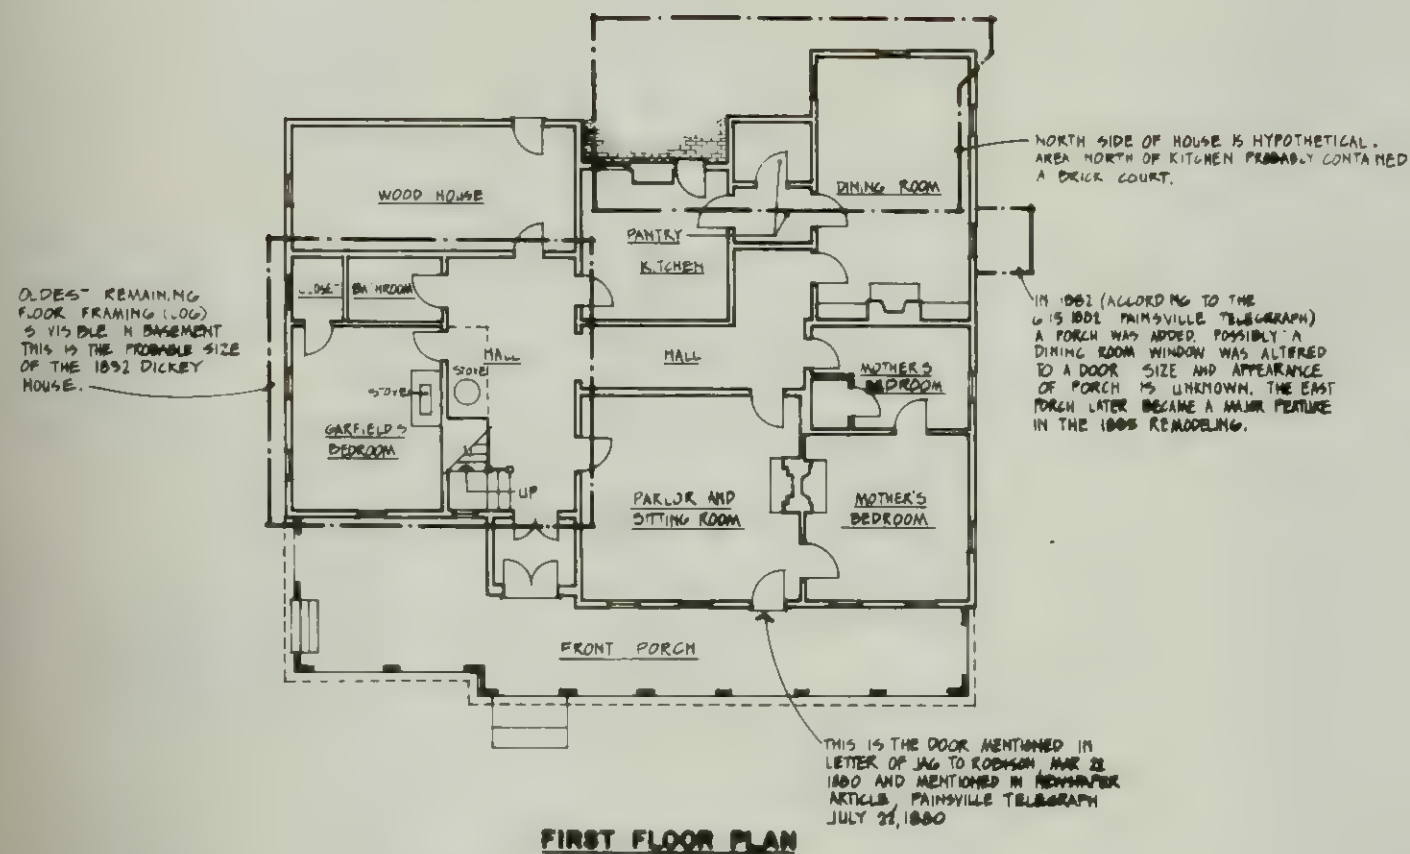 NORTH SIDE OF HOUSE IS HYPOTHETICAL.
AREA NORTH OF KITCHEN PROBABLY CONTAINED
A BRICK COURT.
WOOD HOUSE
DINING ROOM
PANTRY
KITCHEN
OLDEST REMAINING
FLOOR FRAMING (LOG)
IS VISIBLE IN BASEMENT
THIS IS THE PROBABLE SIZE
OF THE 1832 DICKEY
HOUSE.
CLOSET
BATHROOM
IN 1882 (ACCORDING TO THE
6 15 1882 PAINSVILLE TELEGRAPH)
A PORCH WAS ADDED. POSSIBLY A
DINING ROOM WINDOW WAS ALTERED
TO A DOOR SIZE AND APPEARANCE
OF PORCH IS UNKNOWN. THE EAST
PORCH LATER BECAME A MAJOR FEATURE
IN THE 1885 REMODELING.
HALL
HALL
STOVE
MOTHER'S
BEDROOM
STOVE
GARFIELD'S
BEDROOM
UP
PARLOR AND
SITTING ROOM
MOTHER'S
BEDROOM
FRONT PORCH
THIS IS THE DOOR MENTIONED IN
LETTER OF JAG TO ROBISON, MAR 22
1880 AND MENTIONED IN NEWSPAPER
ARTICLE, PAINSVILLE TELEGRAPH
JULY 22, 1880
FIRST FLOOR PLAN